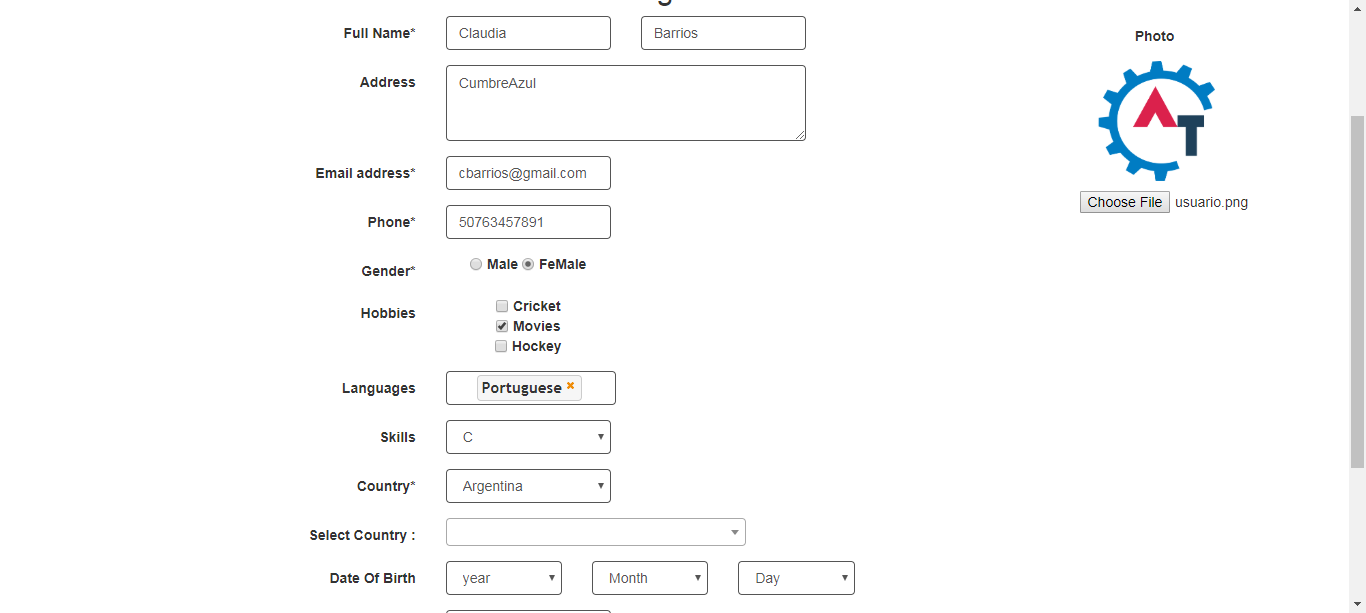 Full Name* Claudia Barrios
Photo
Address CumbreAzul
AT
Email address* cbarrios@gmail.com
Choose File usuario.png
Phone* 50763457891
Gender* Male FeMale
Hobbies Cricket
Movies
Hockey
Languages Portuguese
Skills C
Country* Argentina
Select Country :
Date Of Birth year Month Day